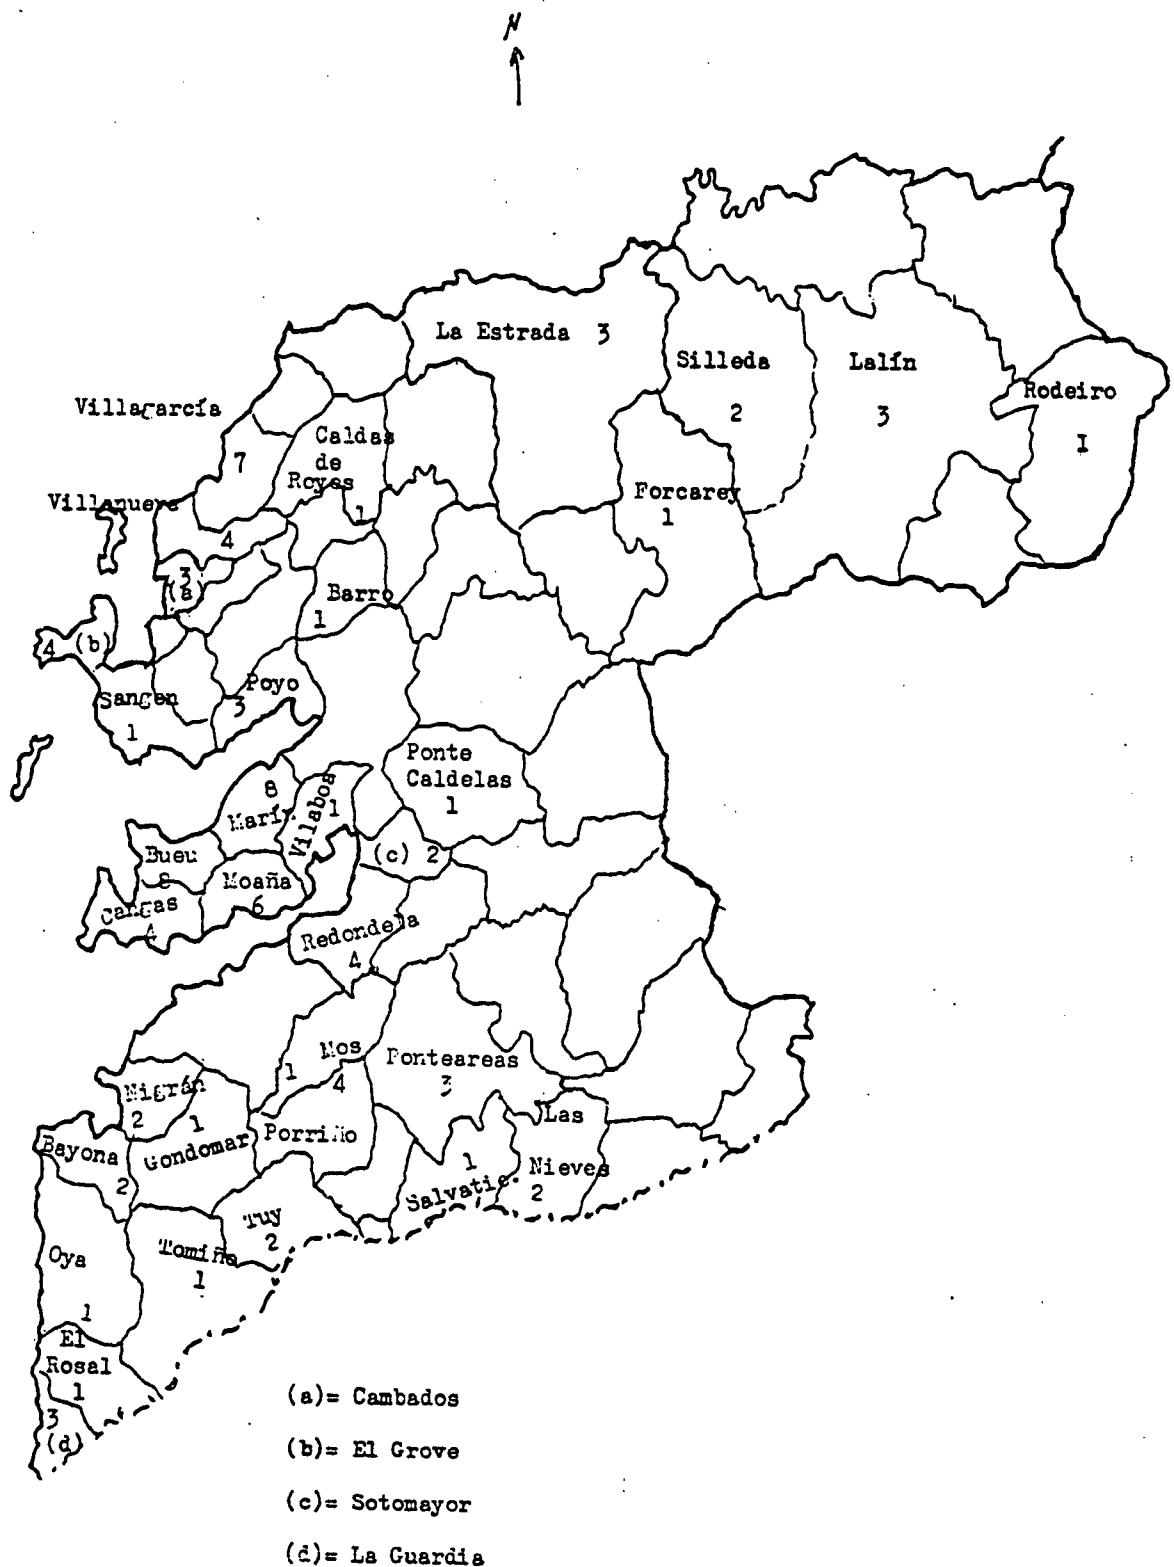 N
La Estrada 3
Silleda
2
Lalín
3
Rodeiro
I
Villagarcía
7
Caldas
de
Reyes
1
Villanueva
4
Forcarey
1
3
(a)
Barro
1
4 (b)
Sangen
1
Poyo
3
Ponte
Caldelas
1
8
Marín
Vilaboa
1
Bueu
8
Moaña
6
(c) 2
Cangas
4
Redondela
4
Mos
1
Ponteareas
3
4
Porriño
Nigrán
2
1
Gondomar
Bayona
2
Las
Nieves
2
1
Salvatie.
Tuy
2
Oya
1
Tomiño
1
El
Rosal
1
3
(d)
(a)= Cambados
(b)= El Grove
(c)= Sotomayor
(d)= La Guardia